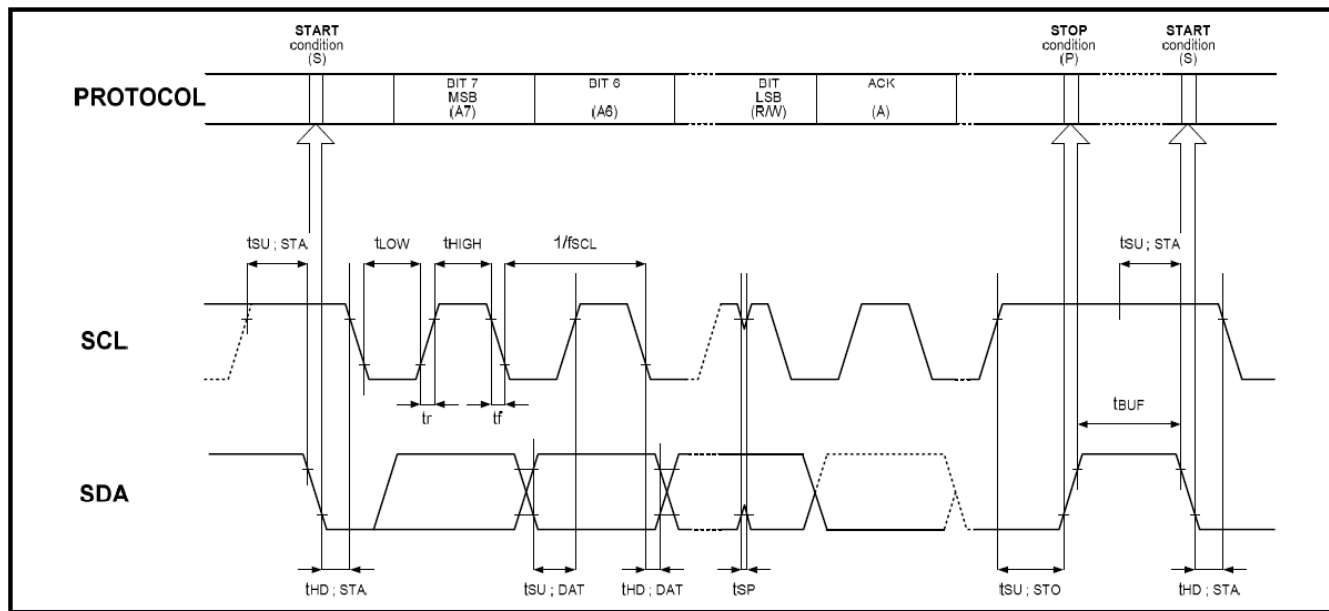 START
condition
(S)
STOP
condition
(P)
START
condition
(S)
PROTOCOL
BIT 7
MSB
(A7)
BIT 6
(A6)
BIT
LSB
(R/W)
ACK
(A)
tSU ; STA
tLOW
tHIGH
1/fSCL
tSU ; STA
SCL
tr
tf
tBUF
SDA
tHD ; STA
tSU ; DAT
tHD ; DAT
tSP
tSU ; STO
tHD ; STA